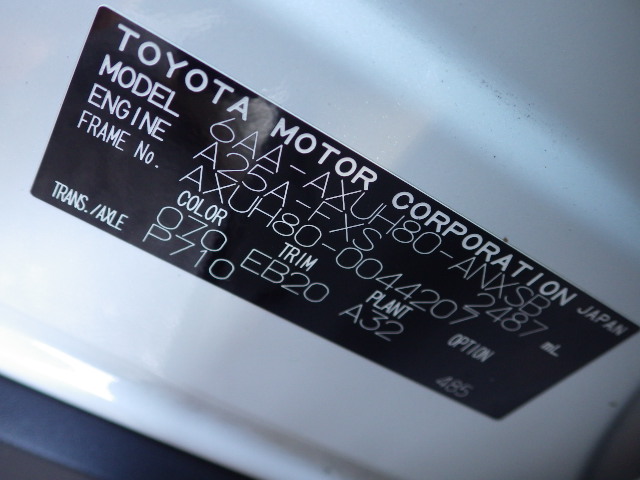 TOYOTA MOTOR CORPORATION JAPAN
MODEL 6AA-AXUH80-ANXSB
ENGINE A25A-FXS 2487 mL
FRAME No. AXUH80-0044207
COLOR TRIM PLANT OPTION
070 EB20 A32
TRANS./AXLE P710
485